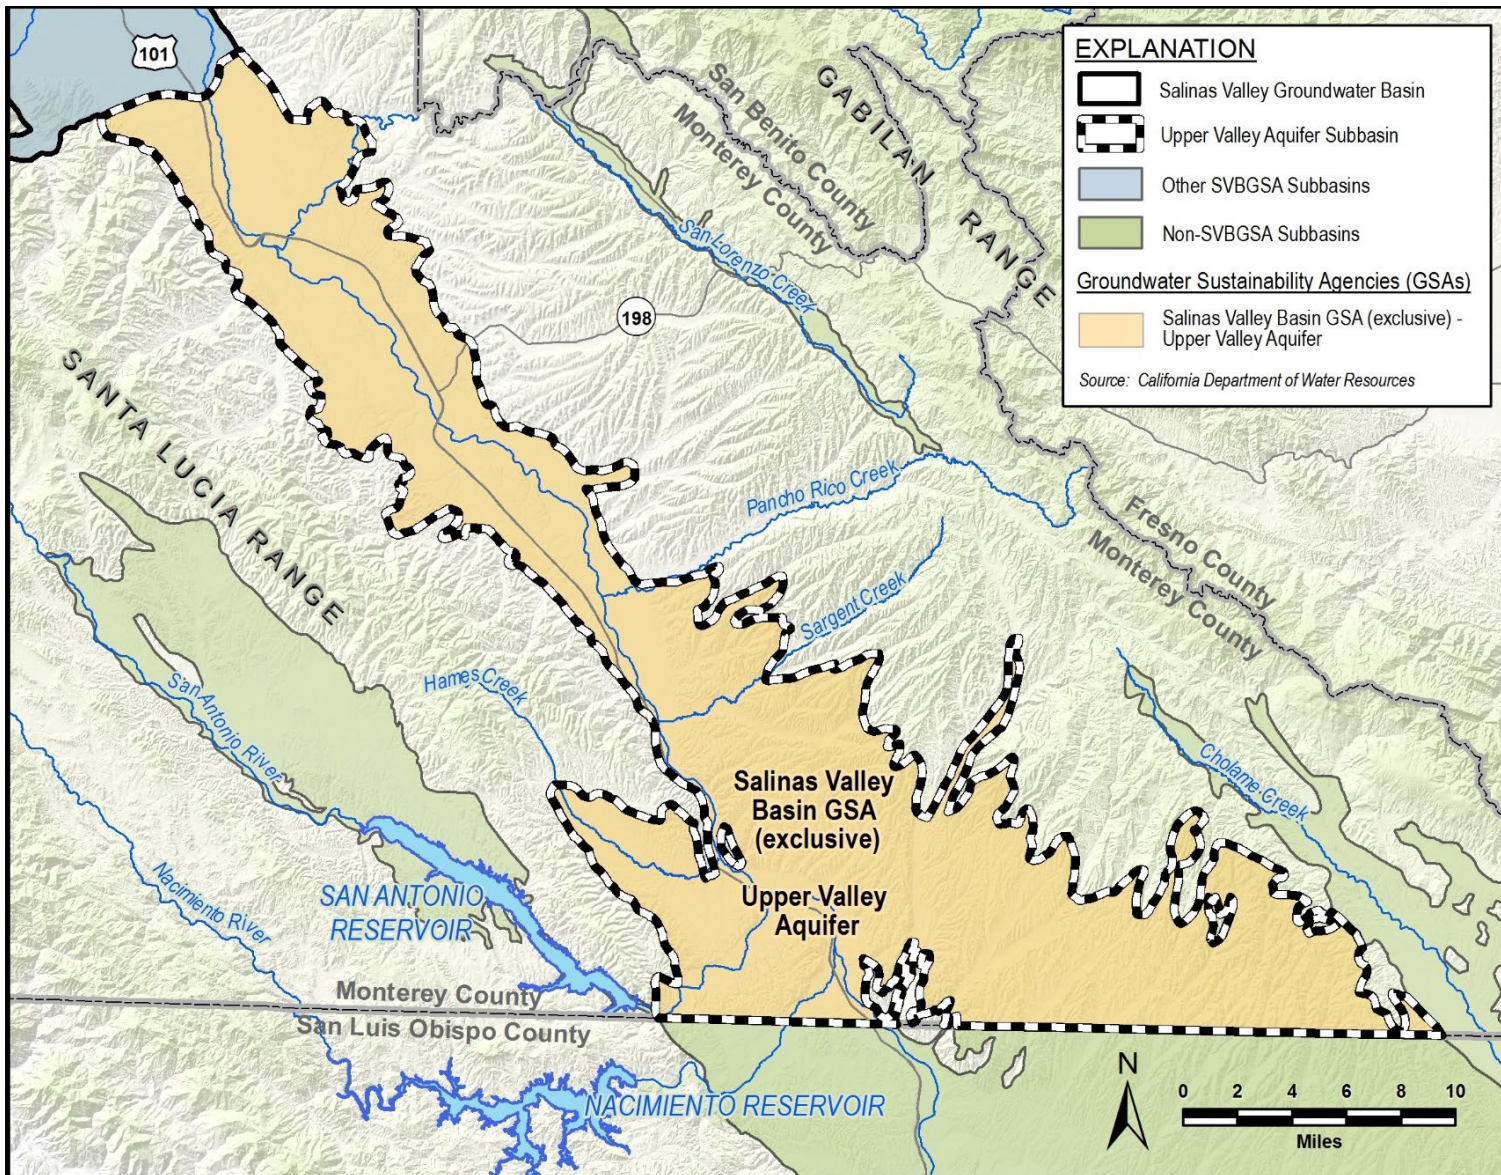 EXPLANATION
Salinas Valley Groundwater Basin
Upper Valley Aquifer Subbasin
Other SVBGSA Subbasins
Non-SVBGSA Subbasins
Groundwater Sustainability Agencies (GSAs)
Salinas Valley Basin GSA (exclusive) -
Upper Valley Aquifer
Source: California Department of Water Resources
101
San Benito County
Monterey County
GABILAN
RANGE
San Lorenzo Creek
198
SANTA LUCIA RANGE
Pancho Rico Creek
Fresno County
Monterey County
Sargent Creek
Hames Creek
San Antonio River
Cholame Creek
Salinas Valley
Basin GSA
(exclusive)
Upper Valley
Aquifer
Nacimiento River
SAN ANTONIO
RESERVOIR
Monterey County
San Luis Obispo County
NACIMIENTO RESERVOIR
N
0 2 4 6 8 10
Miles